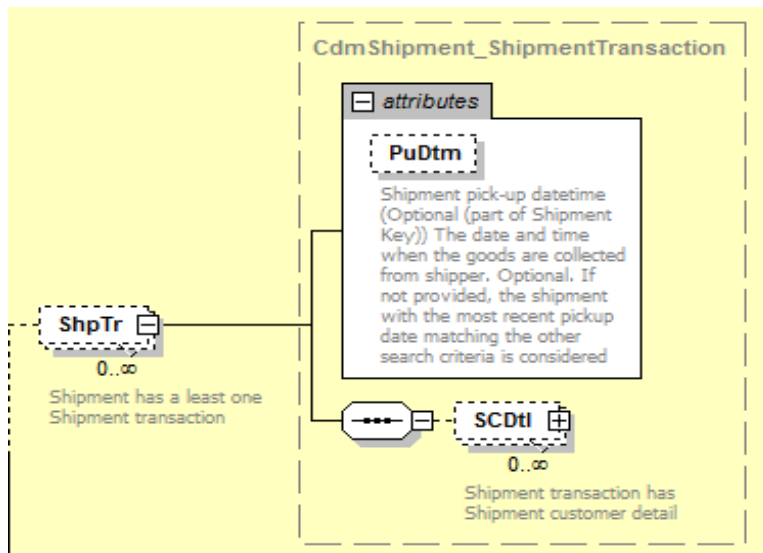 CdmShipment_ShipmentTransaction
attributes
PuDtm
Shipment pick-up datetime
(Optional (part of Shipment
Key)) The date and time
when the goods are collected
from shipper. Optional. If
not provided, the shipment
with the most recent pickup
date matching the other
search criteria is considered
ShpTr
0..∞
Shipment has a least one
Shipment transaction
SCDtl
0..∞
Shipment transaction has
Shipment customer detail